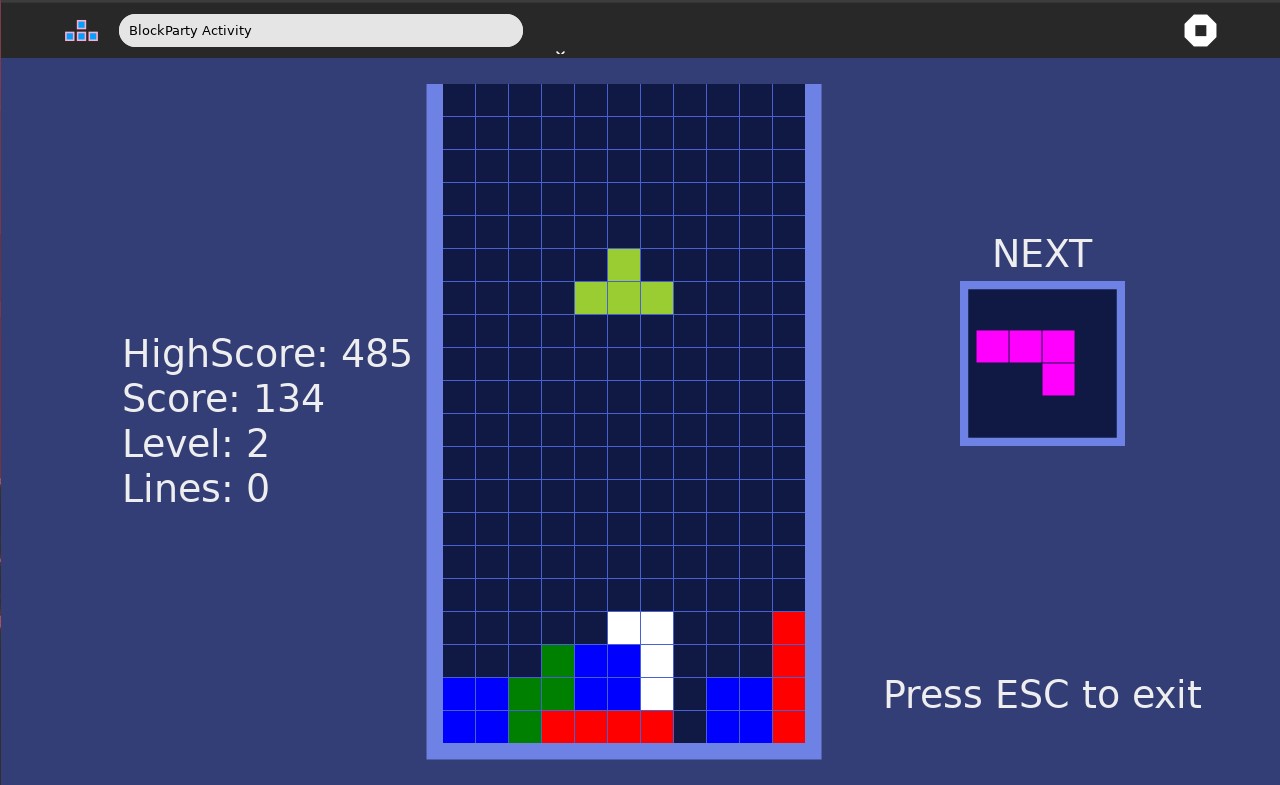 BlockParty Activity
NEXT
HighScore: 485
Score: 134
Level: 2
Lines: 0
Press ESC to exit